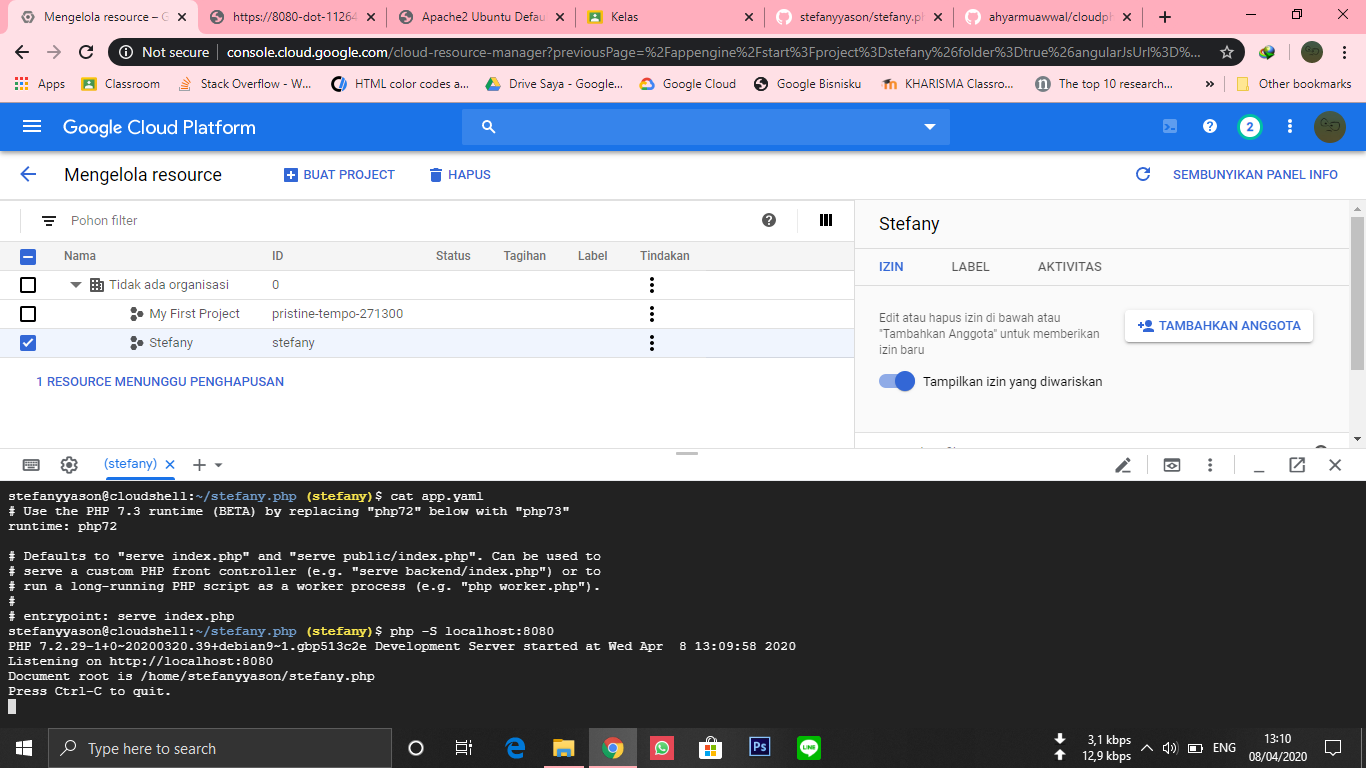 Mengelola resource – G
https://8080-dot-11264
Apache2 Ubuntu Defau
Kelas
stefanyyason/stefany.p
ahyarmuawwal/cloudph
Not secure
console.cloud.google.com/cloud-resource-manager?previousPage=%2Fappengine%2Fstart%3Fproject%3Dstefany%26folder%3Dtrue%26angularJsUrl%3D%...
Apps
Classroom
Stack Overflow - W...
HTML color codes a...
Drive Saya - Google...
Google Cloud
Google Bisnisku
KHARISMA Classro...
The top 10 research...
»
Other bookmarks
Google Cloud Platform
2
Mengelola resource
BUAT PROJECT
HAPUS
SEMBUNYIKAN PANEL INFO
Pohon filter
Nama ID Status Tagihan Label Tindakan
Tidak ada organisasi 0
My First Project pristine-tempo-271300
Stefany stefany
1 RESOURCE MENUNGGU PENGHAPUSAN
Stefany
IZIN LABEL AKTIVITAS
Edit atau hapus izin di bawah atau
"Tambahkan Anggota" untuk memberikan
izin baru
TAMBAHKAN ANGGOTA
Tampilkan izin yang diwariskan
(stefany)
stefanyyason@cloudshell:~/stefany.php (stefany)$ cat app.yaml
# Use the PHP 7.3 runtime (BETA) by replacing "php72" below with "php73"
runtime: php72
# Defaults to "serve index.php" and "serve public/index.php". Can be used to
# serve a custom PHP front controller (e.g. "serve backend/index.php") or to
# run a long-running PHP script as a worker process (e.g. "php worker.php").
#
# entrypoint: serve index.php
stefanyyason@cloudshell:~/stefany.php (stefany)$ php -S localhost:8080
PHP 7.2.29-1+0~20200320.39+debian9~1.gbp513c2e Development Server started at Wed Apr  8 13:09:58 2020
Listening on http://localhost:8080
Document root is /home/stefanyyason/stefany.php
Press Ctrl-C to quit.
Type here to search
Ps
LINE
3,1 kbps
12,9 kbps
ENG
13:10
08/04/2020